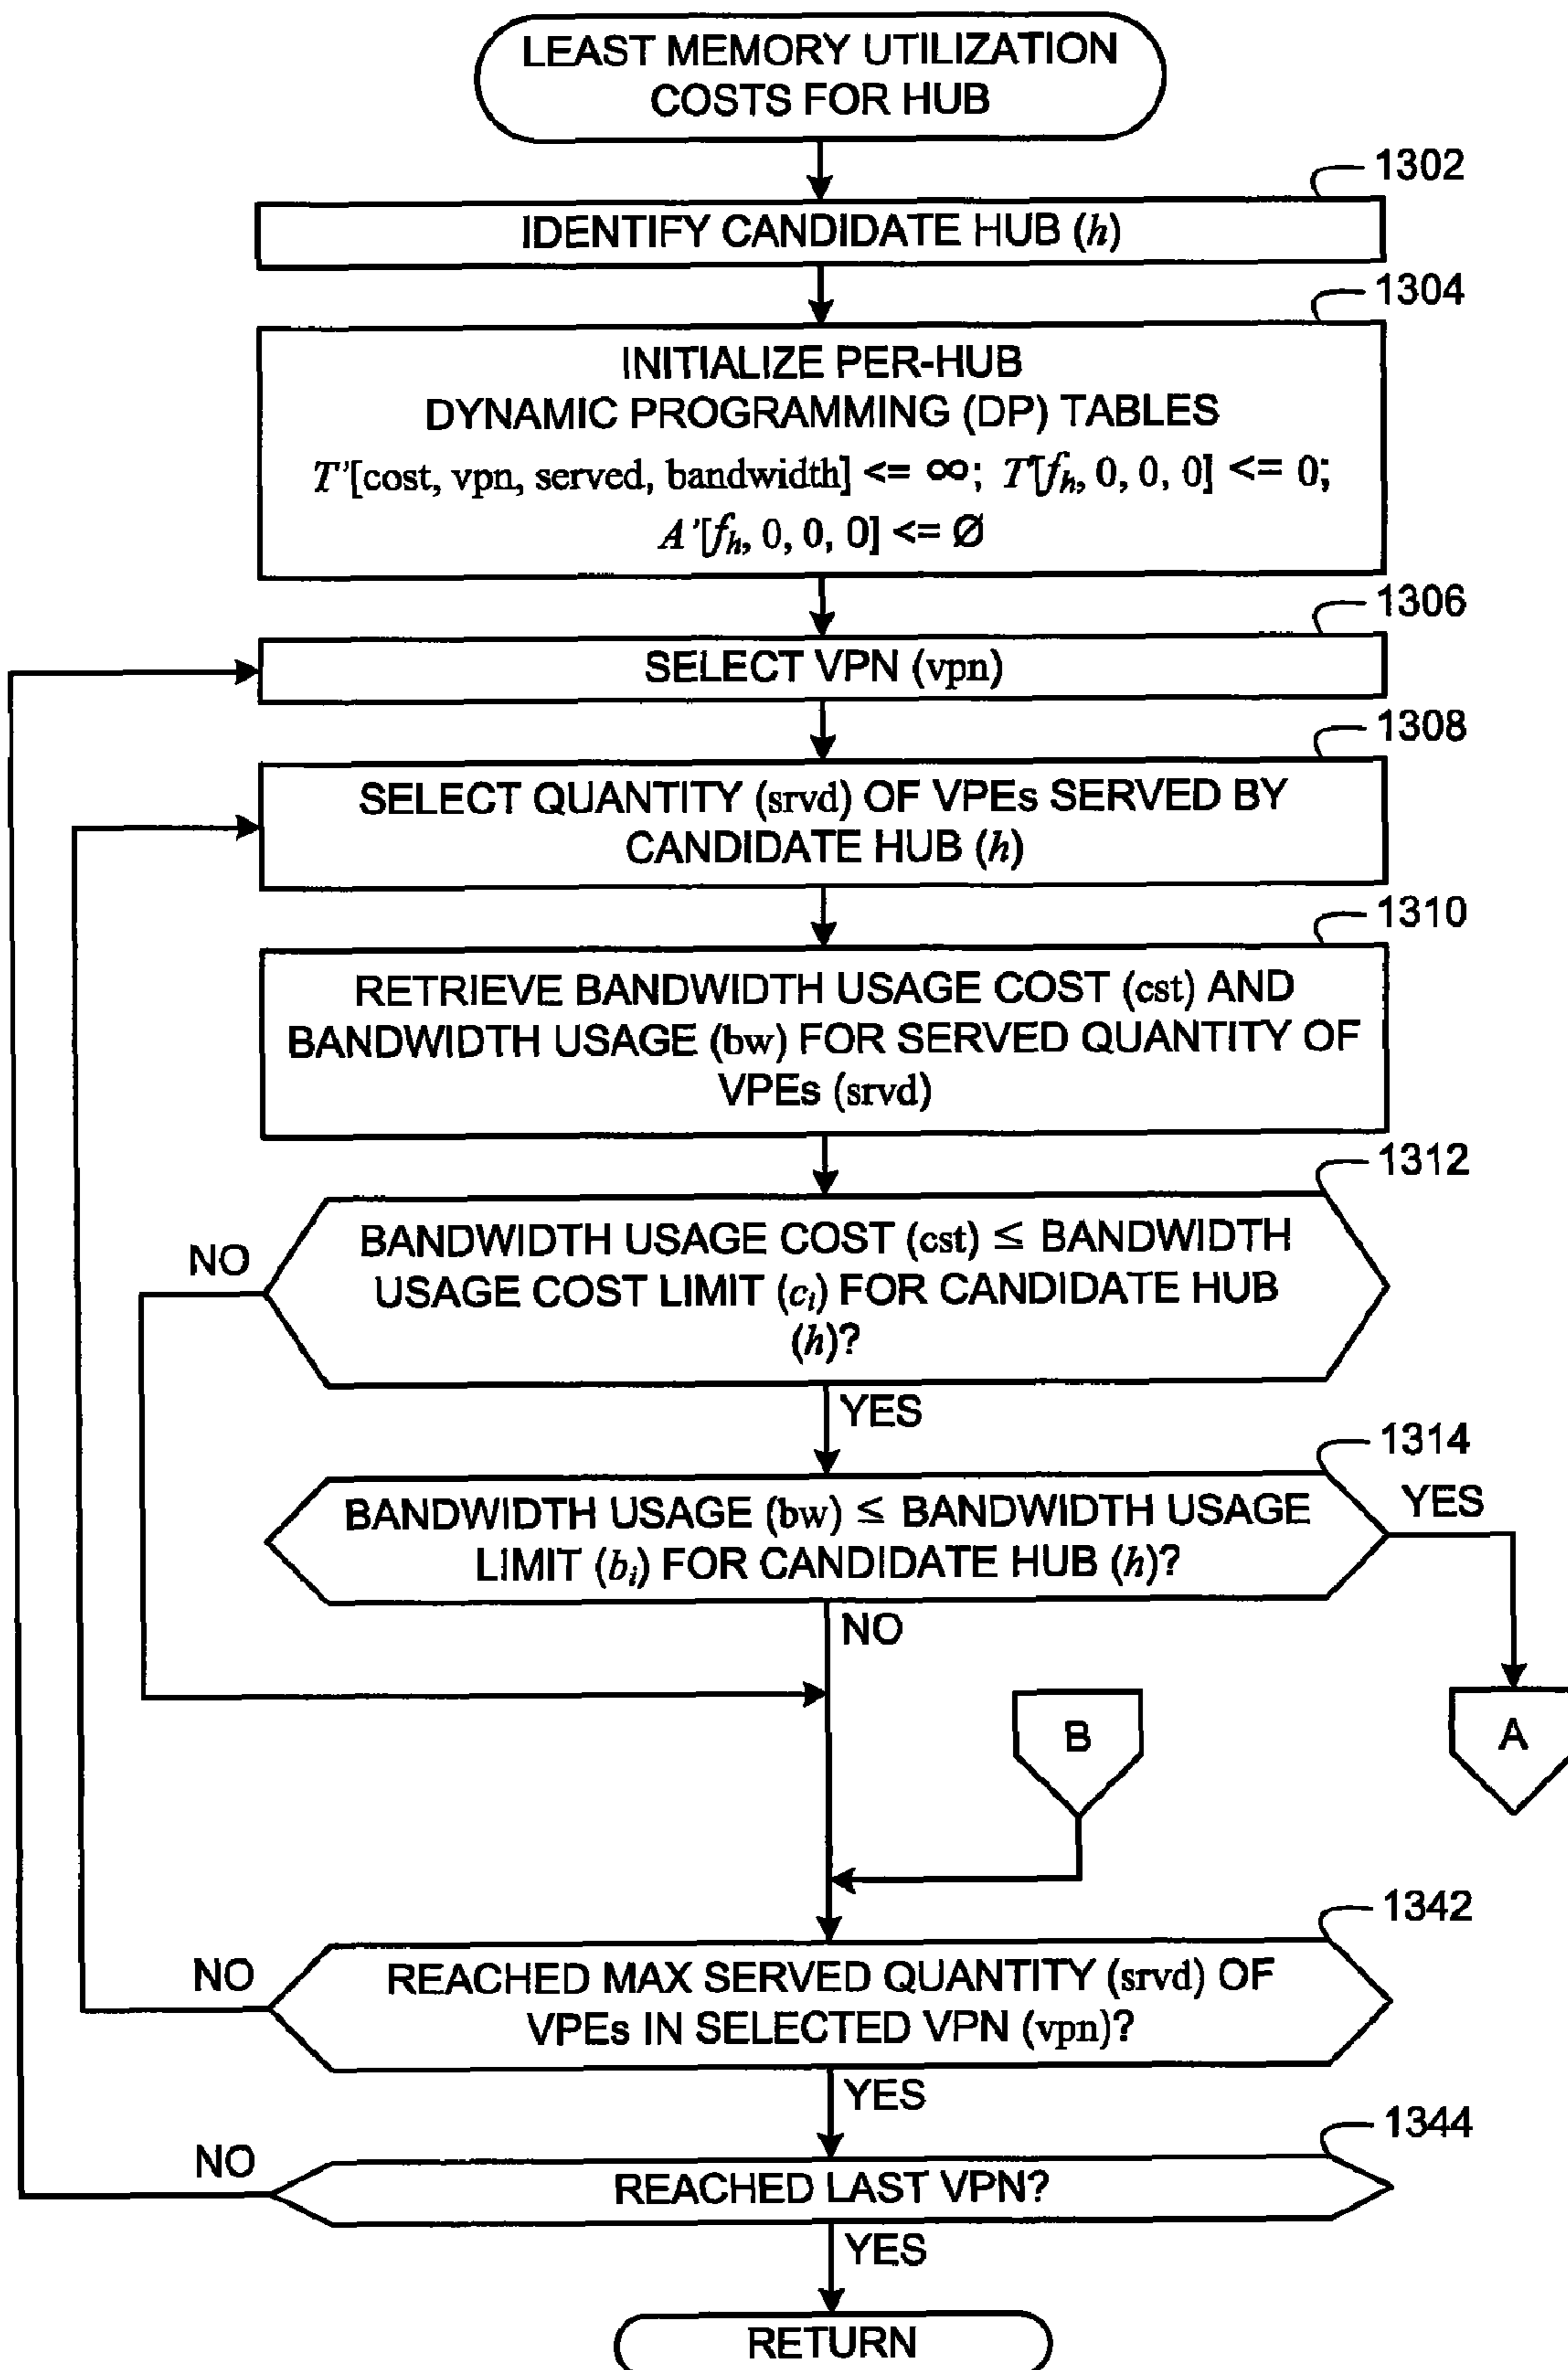 LEAST MEMORY UTILIZATION
COSTS FOR HUB
1302
IDENTIFY CANDIDATE HUB (h)
1304
INITIALIZE PER-HUB
DYNAMIC PROGRAMMING (DP) TABLES
T'[cost, vpn, served, bandwidth] <= ∞; T[fh, 0, 0, 0] <= 0;
A'[fh, 0, 0, 0] <= Ø
1306
SELECT VPN (vpn)
1308
SELECT QUANTITY (srvd) OF VPEs SERVED BY
CANDIDATE HUB (h)
1310
RETRIEVE BANDWIDTH USAGE COST (cst) AND
BANDWIDTH USAGE (bw) FOR SERVED QUANTITY OF
VPEs (srvd)
1312
BANDWIDTH USAGE COST (cst) ≤ BANDWIDTH
USAGE COST LIMIT (ci) FOR CANDIDATE HUB
(h)?
NO
YES
1314
BANDWIDTH USAGE (bw) ≤ BANDWIDTH USAGE
LIMIT (bi) FOR CANDIDATE HUB (h)?
YES
NO
B
A
1342
REACHED MAX SERVED QUANTITY (srvd) OF
VPEs IN SELECTED VPN (vpn)?
NO
YES
1344
REACHED LAST VPN?
NO
YES
RETURN